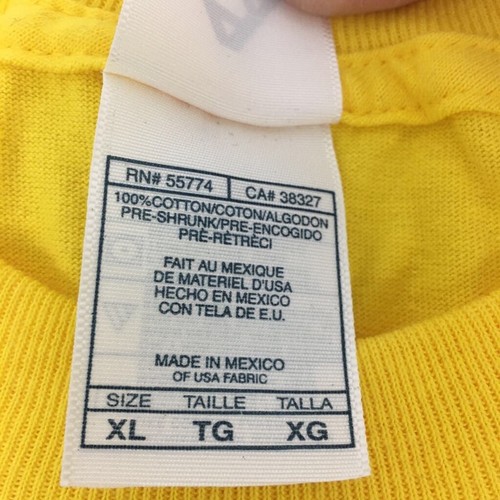 RN# 55774 CA# 38327
100%COTTON/COTON/ALGODON
PRE-SHRUNK/PRE-ENCOGIDO
PRÉ-RÉTRÉCI
FAIT AU MEXIQUE
DE MATERIEL D'USA
HECHO EN MEXICO
CON TELA DE E.U.
MADE IN MEXICO
OF USA FABRIC
SIZE TAILLE TALLA
XL TG XG